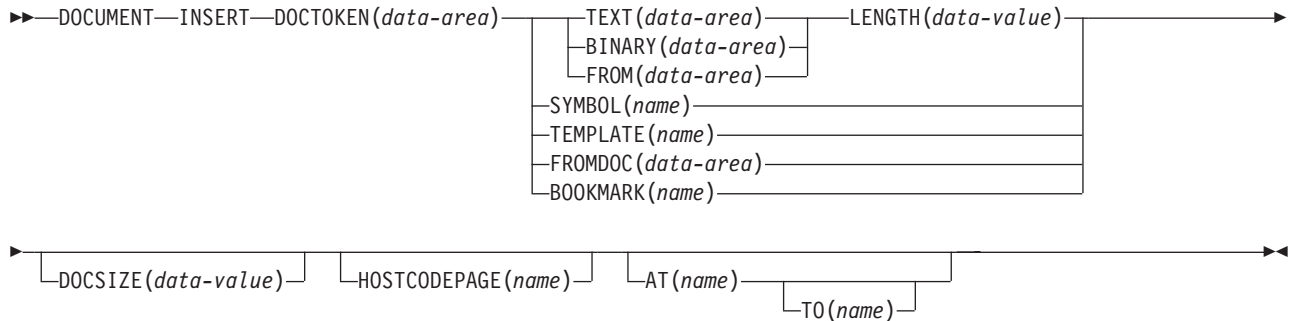 DOCUMENT INSERT DOCTOKEN(data-area) TEXT(data-area) LENGTH(data-value)
BINARY(data-area)
FROM(data-area)
SYMBOL(name)
TEMPLATE(name)
FROMDOC(data-area)
BOOKMARK(name)
DOCSIZE(data-value) HOSTCODEPAGE(name) AT(name)
TO(name)